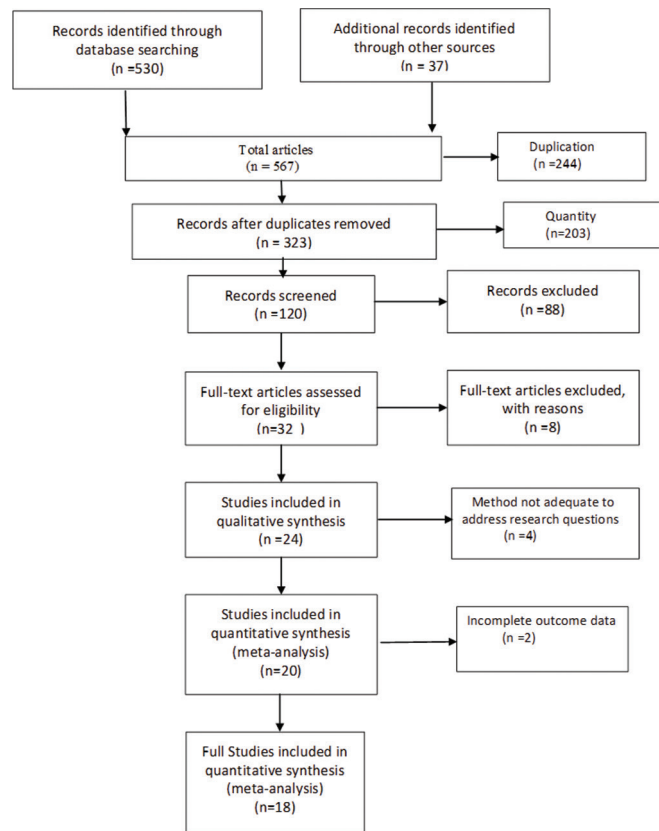 Records identified through
database searching
(n =530)
Additional records identified
through other sources
(n = 37)
Total articles
(n = 567)
Duplication
(n =244)
Records after duplicates removed
(n = 323)
Quantity
(n=203)
Records screened
(n =120)
Records excluded
(n =88)
Full-text articles assessed
for eligibility
(n=32 )
Full-text articles excluded,
with reasons
(n =8)
Studies included in
qualitative synthesis
(n =24)
Method not adequate to
address research questions
(n =4)
Studies included in
quantitative synthesis
(meta-analysis)
(n=20)
Incomplete outcome data
(n =2)
Full Studies included in
quantitative synthesis
(meta-analysis)
n=18)